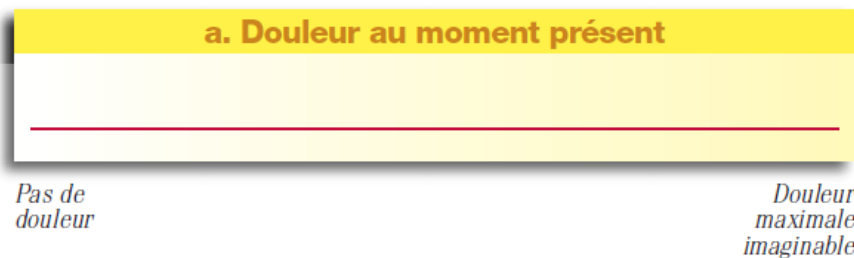 a. Douleur au moment présent
Pas de
douleur
Douleur
maximale
imaginable